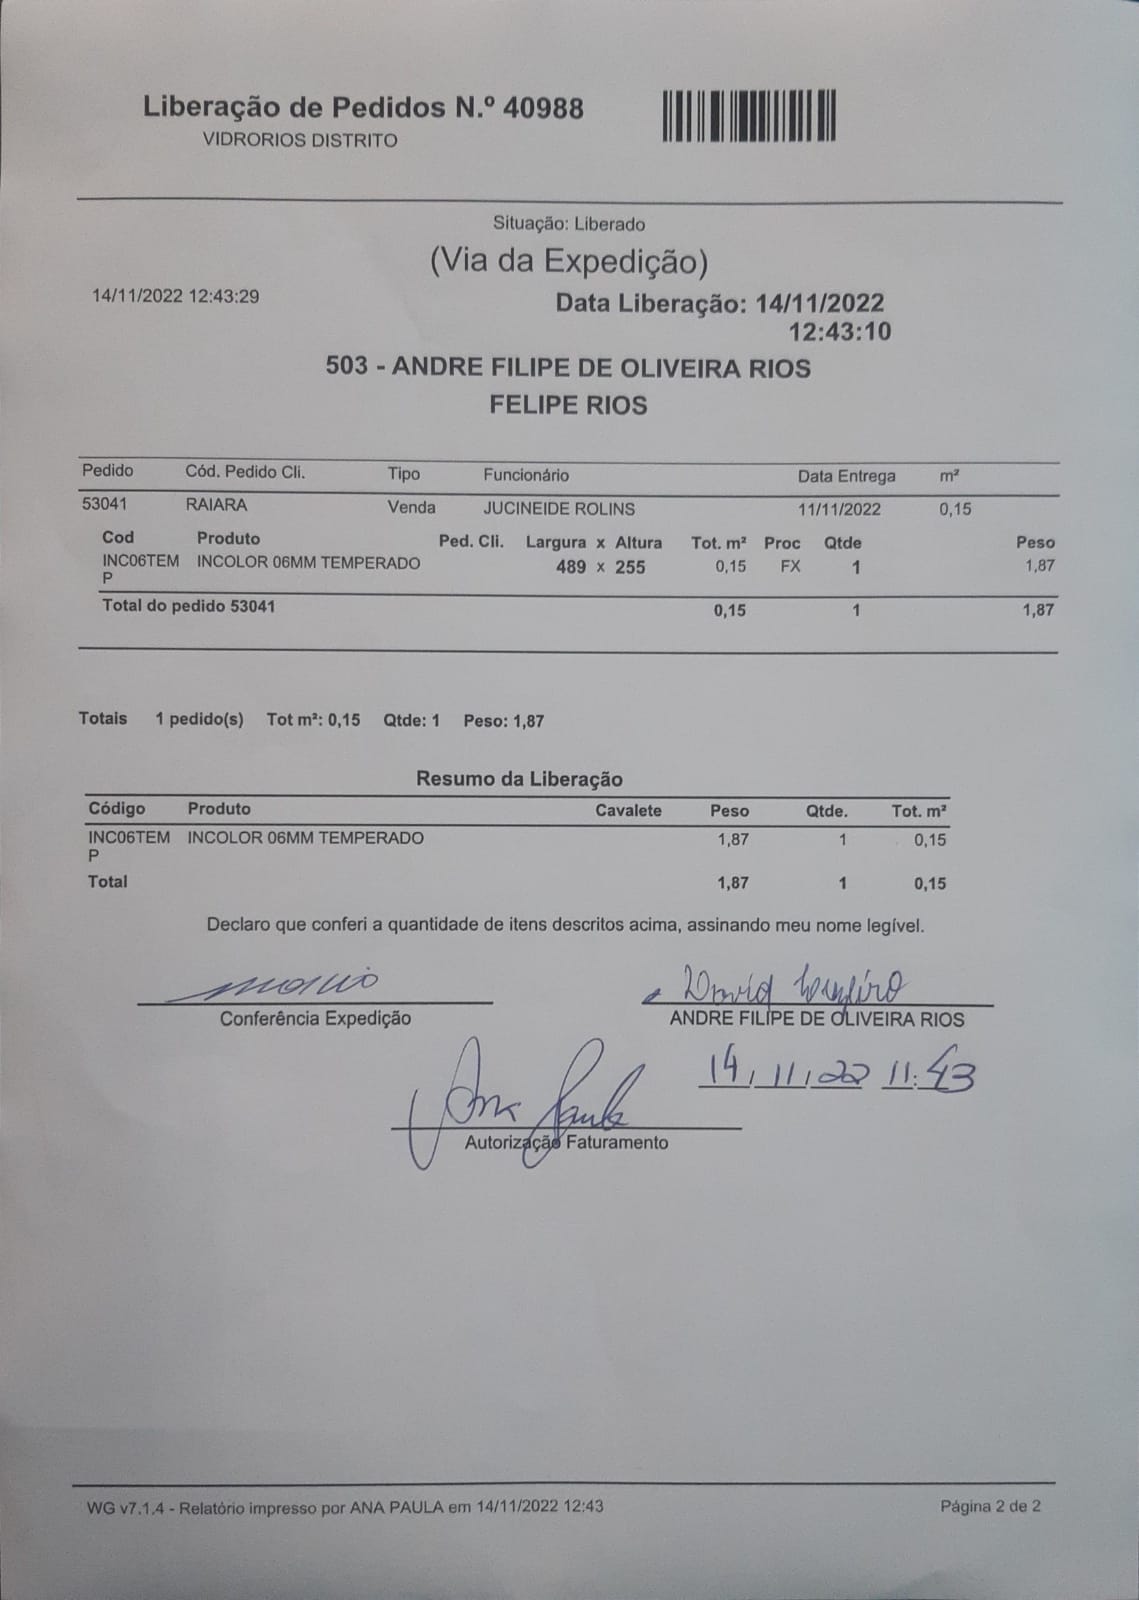 Liberação de Pedidos N.º 40988
VIDRORIOS DISTRITO
Situação: Liberado
(Via da Expedição)
14/11/2022 12:43:29
Data Liberação: 14/11/2022
12:43:10
503 - ANDRE FILIPE DE OLIVEIRA RIOS
FELIPE RIOS
Pedido Cód. Pedido Cli. Tipo Funcionário Data Entrega m²
53041 RAIARA Venda JUCINEIDE ROLINS 11/11/2022 0,15
Cod Produto Ped. Cli. Largura x Altura Tot. m² Proc Qtde Peso
INC06TEM INCOLOR 06MM TEMPERADO 489 x 255 0,15 FX 1 1,87
P
Total do pedido 53041 0,15 1 1,87
Totais 1 pedido(s) Tot m²: 0,15 Qtde: 1 Peso: 1,87
Resumo da Liberação
Código Produto Cavalete Peso Qtde. Tot. m²
INC06TEM INCOLOR 06MM TEMPERADO 1,87 1 0,15
P
Total 1,87 1 0,15
Declaro que conferi a quantidade de itens descritos acima, assinando meu nome legível.
David
Conferência Expedição ANDRE FILIPE DE OLIVEIRA RIOS
14, 11, 22 11:43
Ana Paula
Autorização Faturamento
WG v7.1.4 - Relatório impresso por ANA PAULA em 14/11/2022 12:43 Página 2 de 2